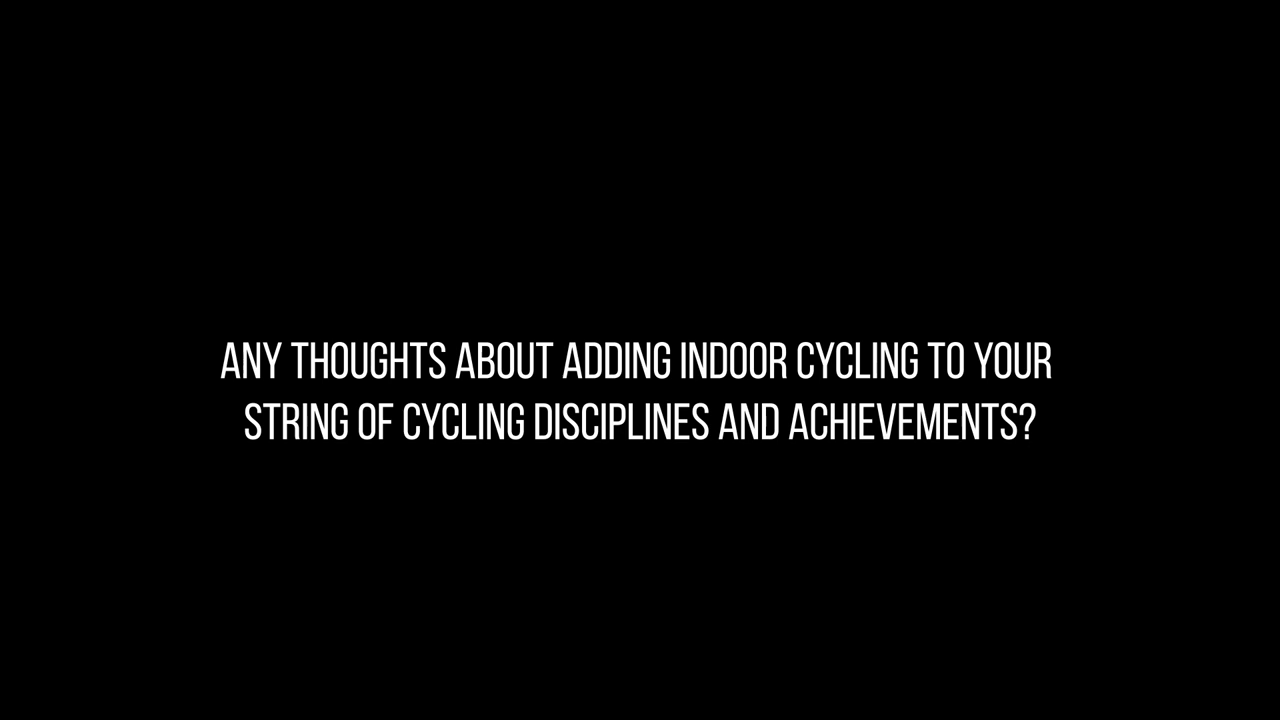 ANY THOUGHTS ABOUT ADDING INDOOR CYCLING TO YOUR
STRING OF CYCLING DISCIPLINES AND ACHIEVEMENTS?